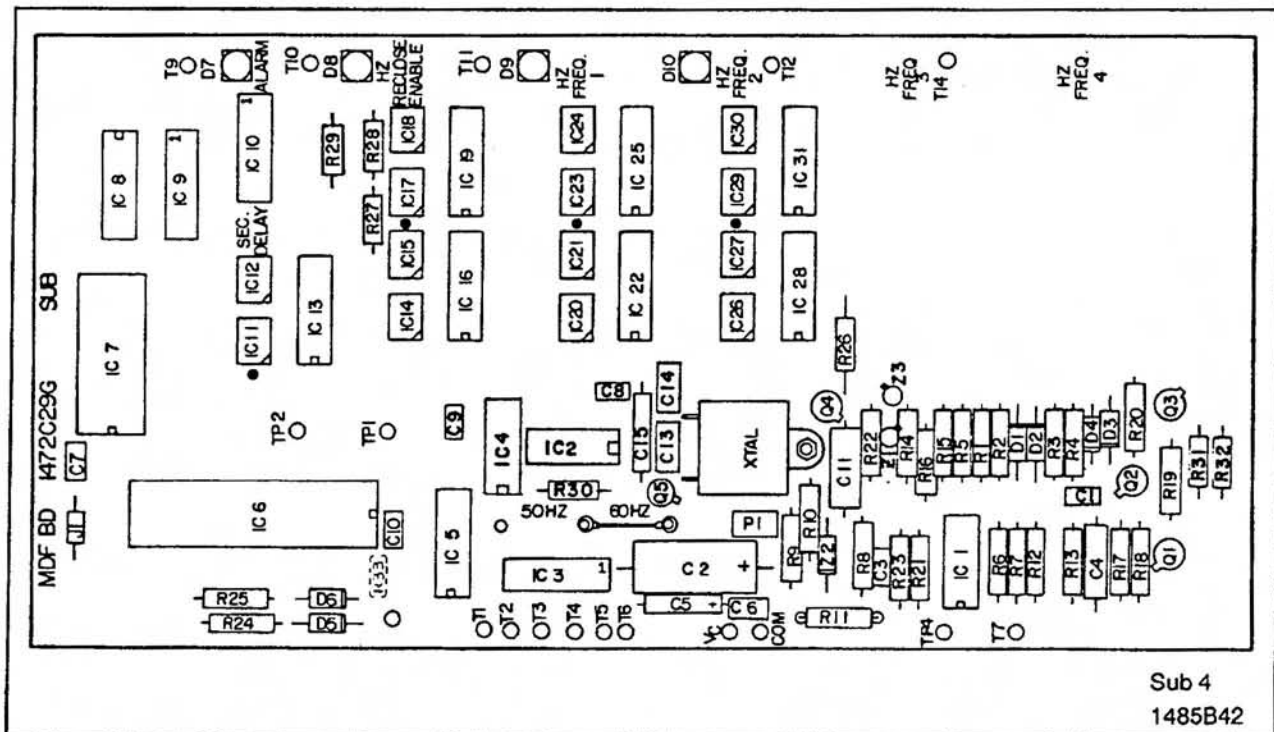 T9
D7
ALARM
T10
D8
HZ
RECLOSE
ENABLE
T11
D9
HZ
FREQ.
1
D10
HZ
FREQ.
2
T12
HZ
FREQ
3
T14
HZ
FREQ.
4
IC 8
IC 9
1
IC 10
1
R29
R28
IC18
IC 19
IC24
IC 25
IC30
IC 31
SEC.
DELAY
R27
IC17
IC23
IC29
IC12
IC15
IC21
IC27
IC 7
IC11
IC 13
IC14
IC 16
IC20
IC 22
IC26
IC 28
MDF BD 1472C29G SUB
R26
C7
TP2
TP1
C9
IC4
IC2
C8
C15
C14
C13
XTAL
Q4
Z3
C11
R22
Z1
R14
R16
R15
R5
R1
R2
D1
D2
R3
R4
D4
D3
R20
Q3
J1
IC 6
C10
R30
Q5
C1
Q2
R19
R31
R32
IC 5
50HZ
60HZ
P1
R10
R33
IC 3
1
C 2
+
R9
Z2
R8
C3
R23
R21
IC 1
R6
R7
R12
R13
C4
R17
R18
Q1
R25
D6
C5
+
C 6
R24
D5
T1
T2
T3
T4
T5
T6
COM
R11
TP4
T7
Sub 4
1485B42